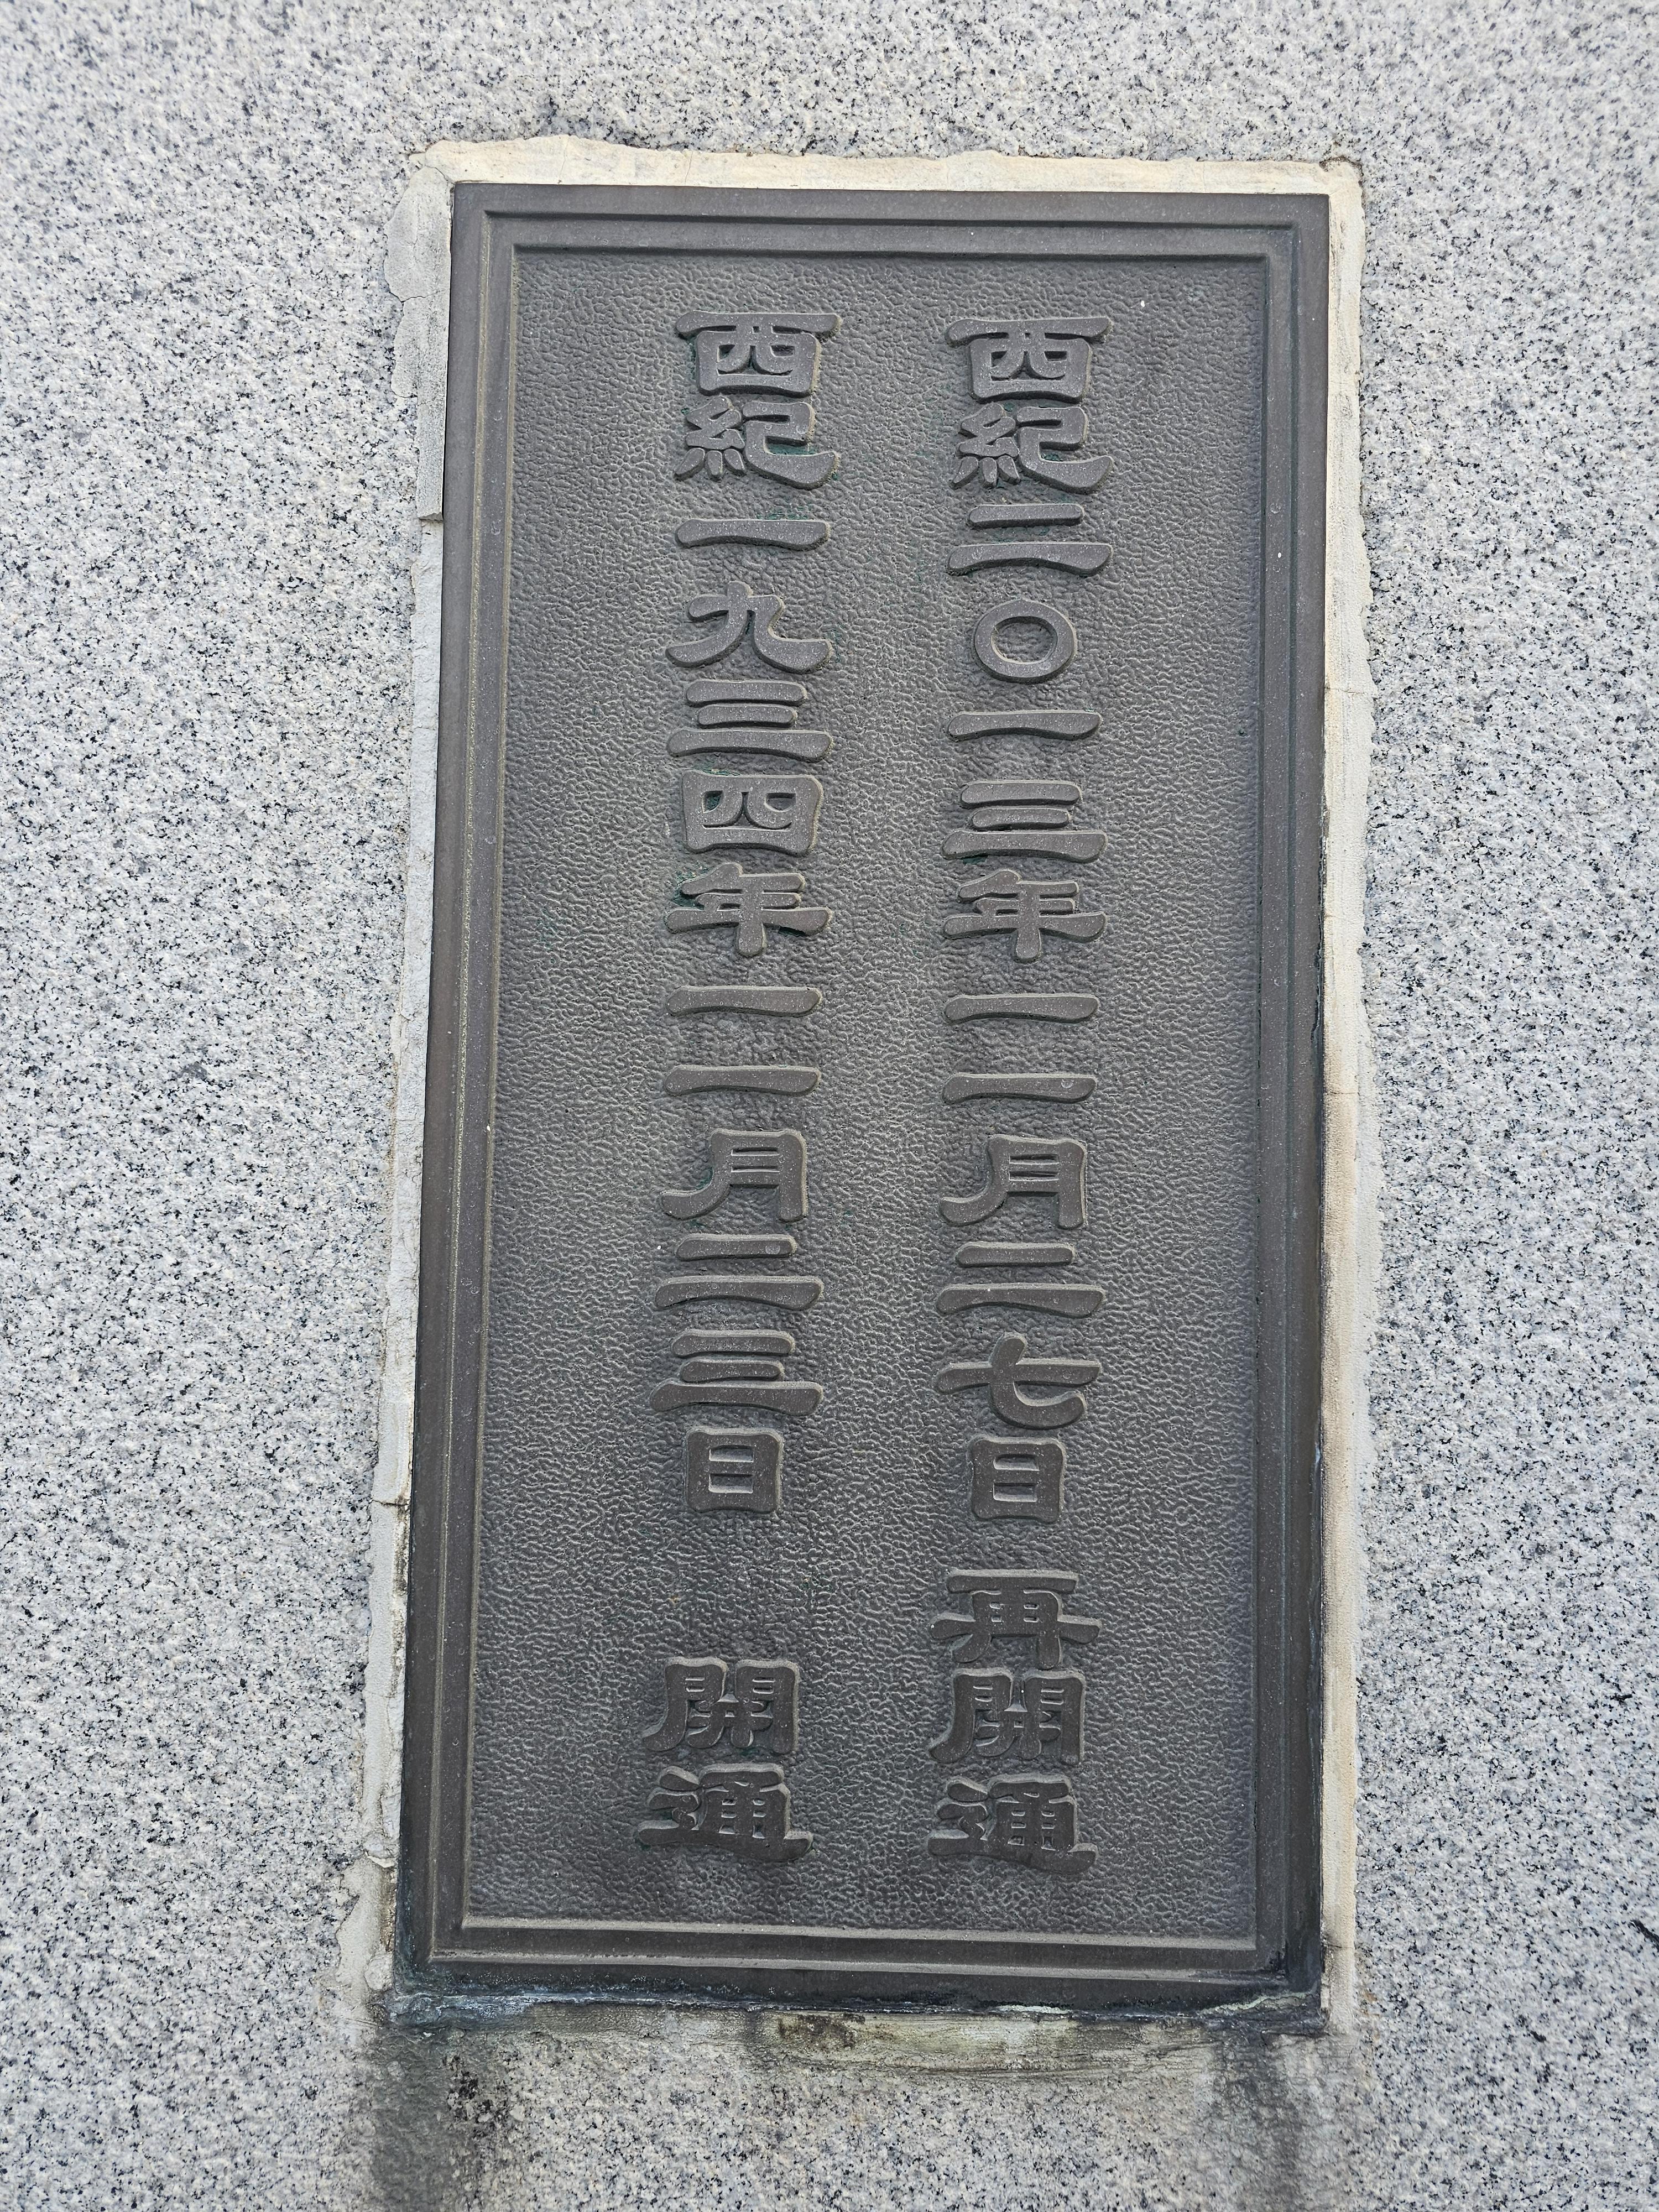 西紀二〇一三年一一月二七日 再開通
西紀一九三四年一一月二三日 開通